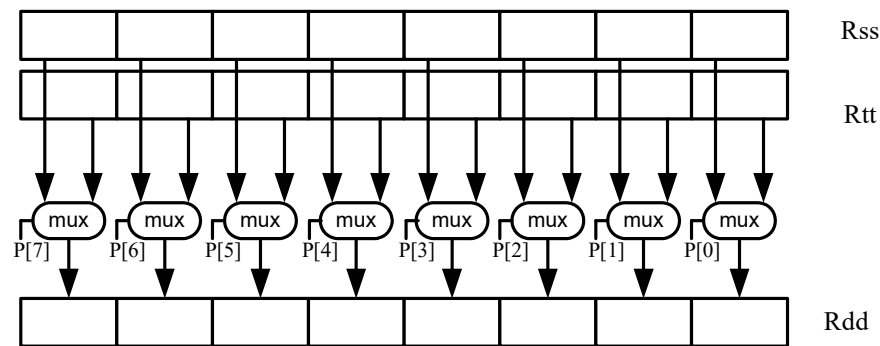 Rss
Rtt
mux mux mux mux mux mux mux mux
P[7] P[6] P[5] P[4] P[3] P[2] P[1] P[0]
Rdd